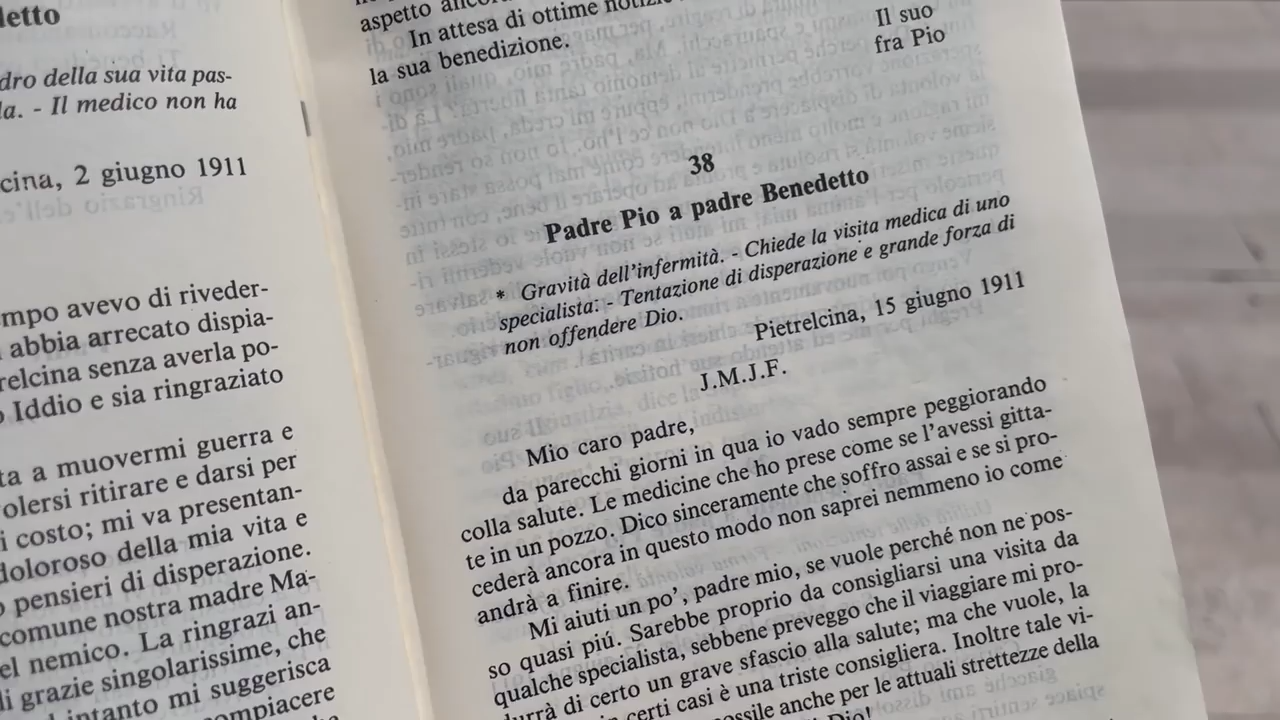 letto
dro della sua vita pas-
la. - Il medico non ha
cina, 2 giugno 1911
mpo avevo di riveder-
abbia arrecato dispia-
relcina senza averla po-
Iddio e sia ringraziato
ta a muovermi guerra e
olersi ritirare e darsi per
i costo; mi va presentan-
doloroso della mia vita e
pensieri di disperazione.
comune nostra madre Ma-
el nemico. La ringrazi an-
li grazie singolarissime, che
intanto mi suggerisca
ompiacere
aspetto
In attesa di ottime notizie
la sua benedizione.
Il suo
fra Pio
38
Padre Pio a padre Benedetto
* Gravità dell'infermità. - Chiede la visita medica di uno
specialista. - Tentazione di disperazione e grande forza di
non offendere Dio.
Pietrelcina, 15 giugno 1911
J.M.J.F.
Mio caro padre,
da parecchi giorni in qua io vado sempre peggiorando
colla salute. Le medicine che ho prese come se l'avessi gitta-
te in un pozzo. Dico sinceramente che soffro assai e se si pro-
cederà ancora in questo modo non saprei nemmeno io come
andrà a finire.
Mi aiuti un po', padre mio, se vuole perché non ne pos-
so quasi piú. Sarebbe proprio da consigliarsi una visita da
qualche specialista, sebbene preveggo che il viaggiare mi pro-
durrà di certo un grave sfascio alla salute; ma che vuole, la
in certi casi è una triste consigliera. Inoltre tale vi-
possile anche per le attuali strettezze della
Dio!